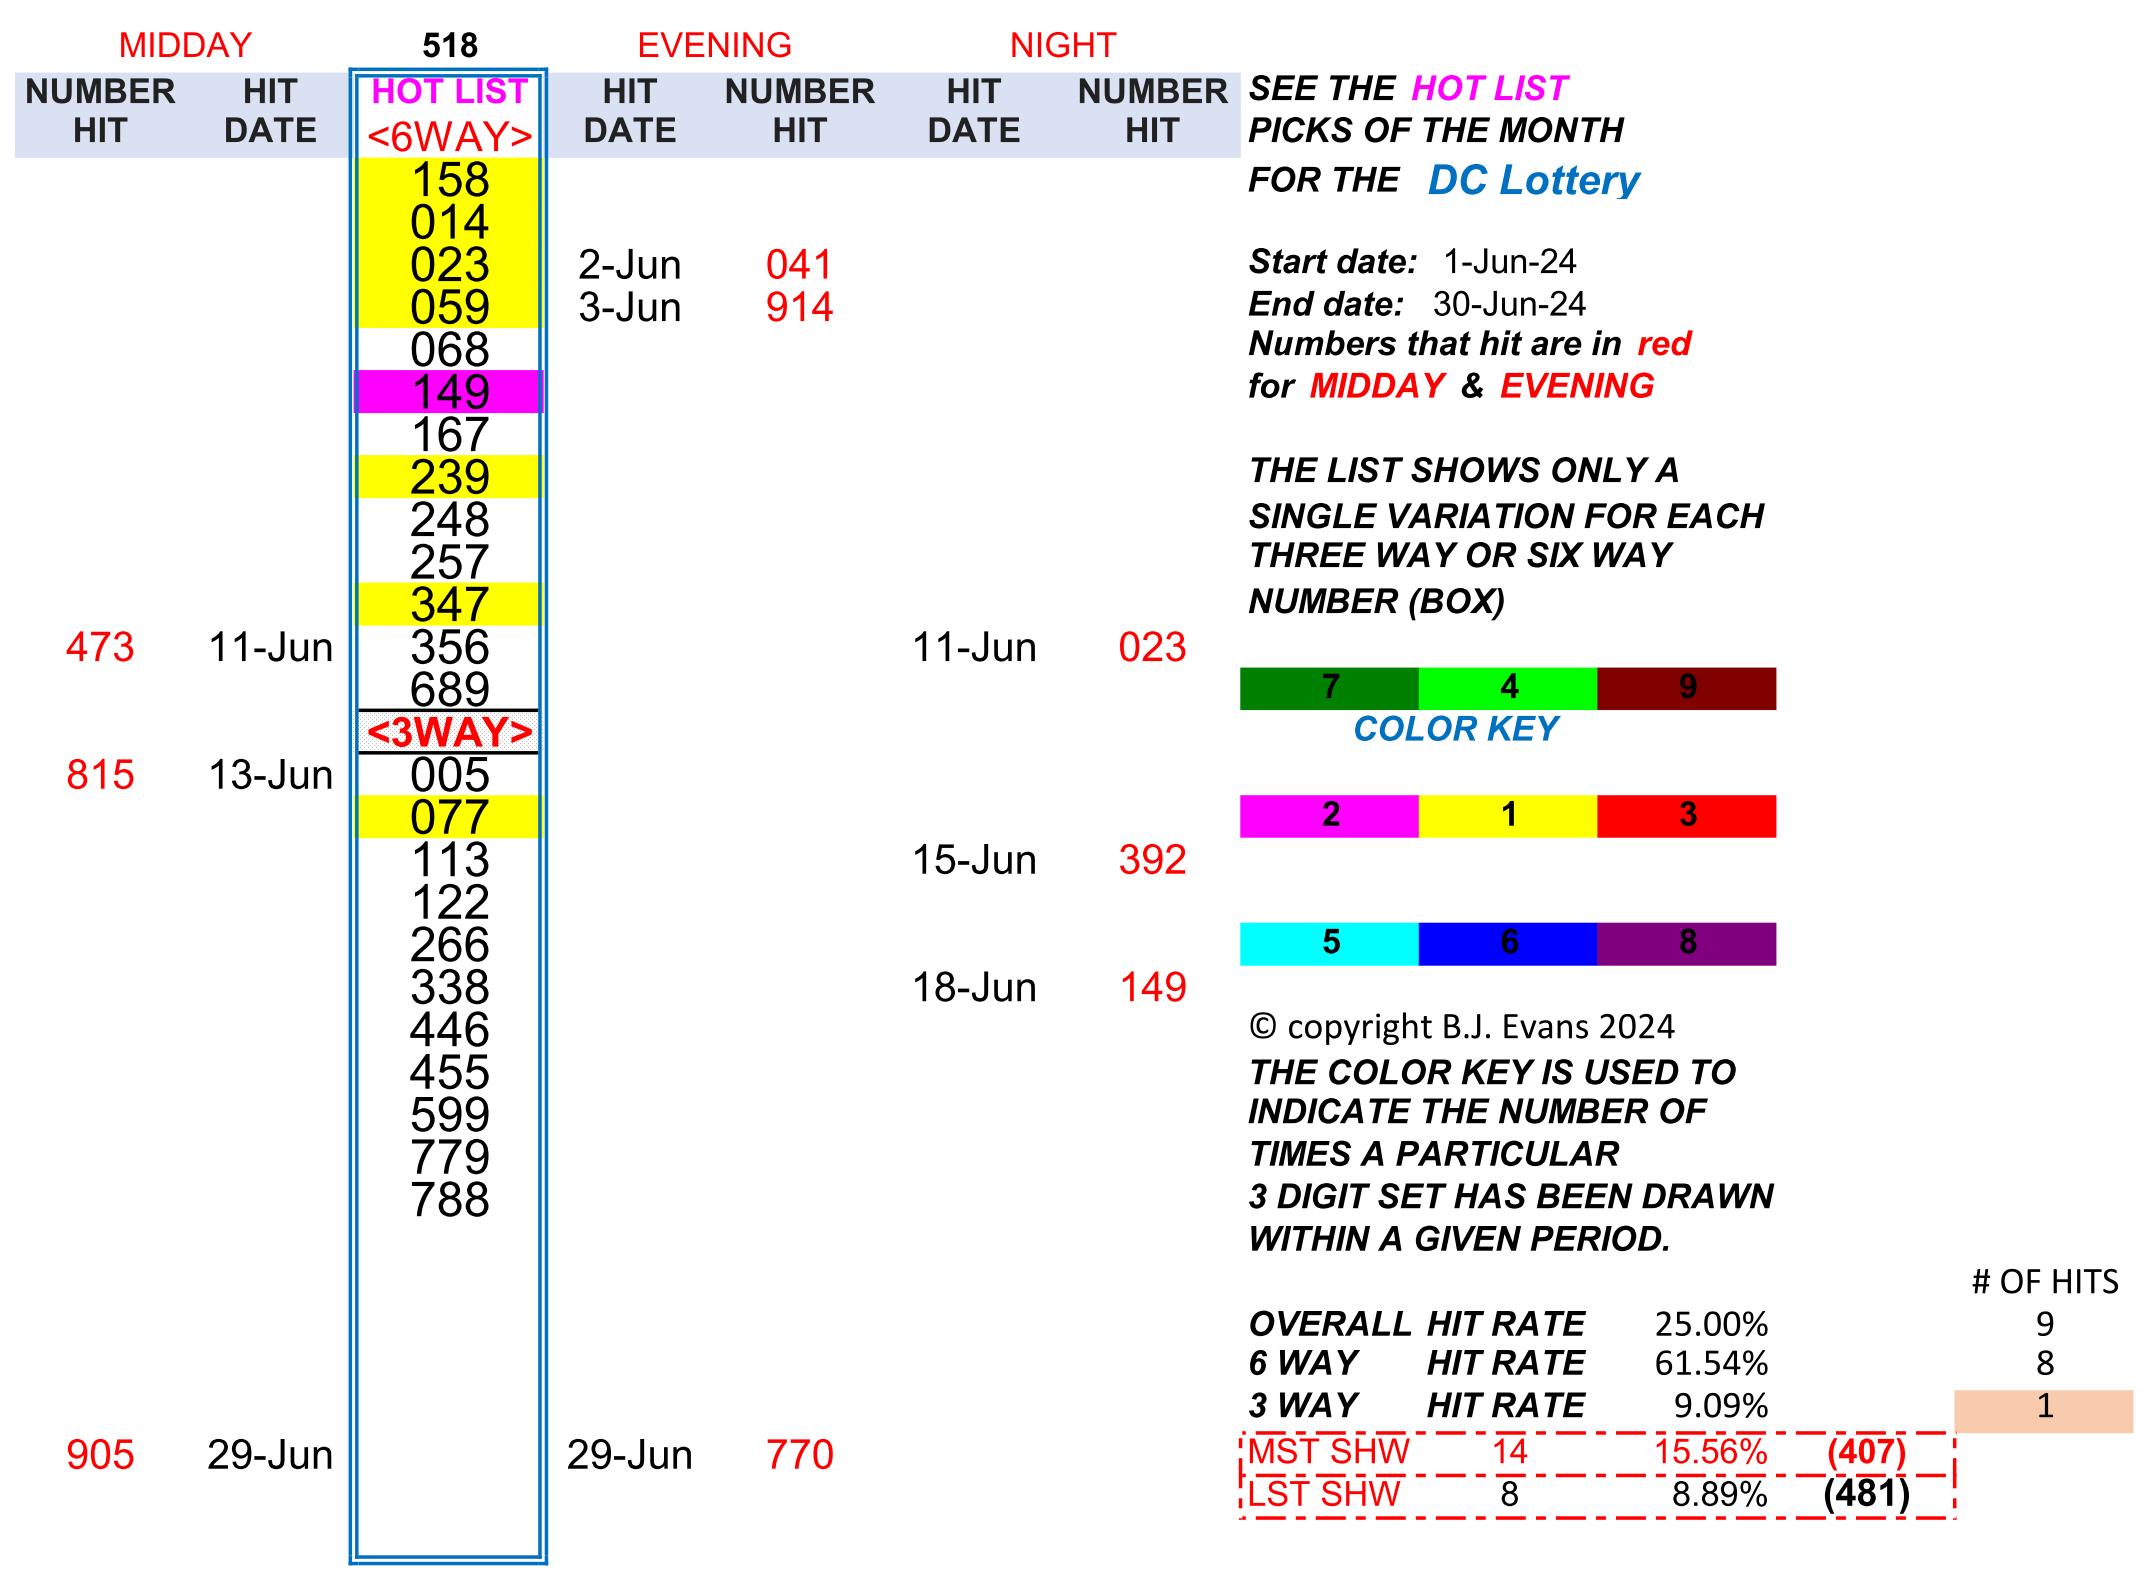 MIDDAY 518 EVENING NIGHT
NUMBER HIT HOT LIST HIT NUMBER HIT NUMBER SEE THE HOT LIST
HIT DATE <6WAY> DATE HIT DATE HIT PICKS OF THE MONTH
158 FOR THE DC Lottery
014
023 2-Jun 041 Start date: 1-Jun-24
059 3-Jun 914 End date: 30-Jun-24
068 Numbers that hit are in red
149 for MIDDAY & EVENING
167
239 THE LIST SHOWS ONLY A
248 SINGLE VARIATION FOR EACH
257 THREE WAY OR SIX WAY
347 NUMBER (BOX)
473 11-Jun 356 11-Jun 023
689 7 4 9
<3WAY> COLOR KEY
815 13-Jun 005
077 2 1 3
113 15-Jun 392
122
266 5 6 8
338 18-Jun 149
446 © copyright B.J. Evans 2024
455 THE COLOR KEY IS USED TO
599 INDICATE THE NUMBER OF
779 TIMES A PARTICULAR
788 3 DIGIT SET HAS BEEN DRAWN
WITHIN A GIVEN PERIOD.
# OF HITS
OVERALL HIT RATE 25.00% 9
6 WAY HIT RATE 61.54% 8
3 WAY HIT RATE 9.09% 1
905 29-Jun 29-Jun 770 MST SHW 14 15.56% (407)
LST SHW 8 8.89% (481)